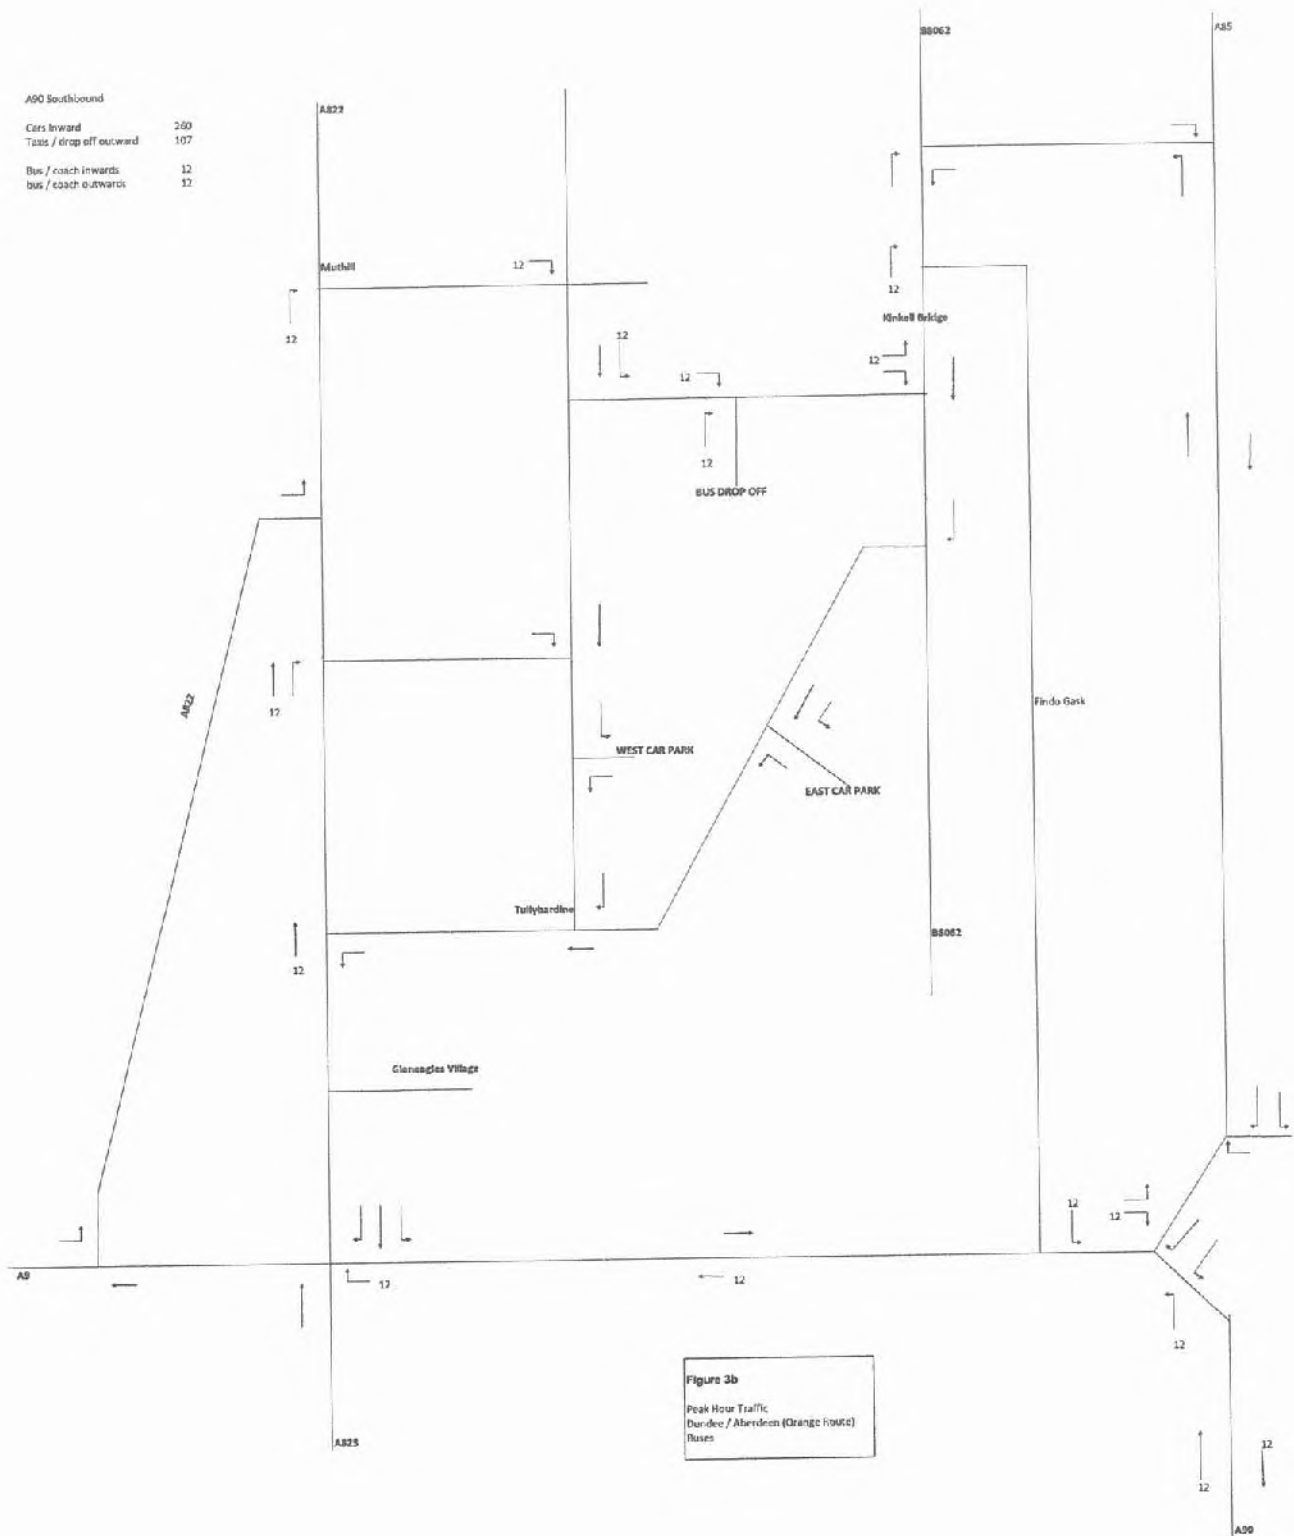 B8062
A85
A90 Southbound
A822
Cars Inward 260
Taxis / drop off outward 107
Bus / coach inwards 12
bus / coach outwards 12
Muthill
12
12
12
12
Kinkell Bridge
12
12
12
12
BUS DROP OFF
A822
12
Findo Gask
WEST CAR PARK
EAST CAR PARK
Tullybardine
B8062
12
Gleneagles Village
12
12
A9
12
12
12
Figure 3b
Peak Hour Traffic
Dundee / Aberdeen (Orange Route)
Buses
A823
12
12
A90